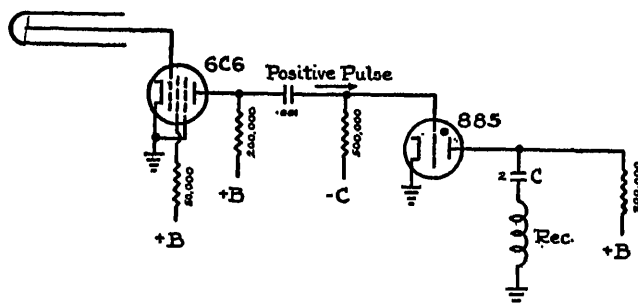 6C6
Positive Pulse
.001
885
200,000
500,000
50,000
+B
-C
2 C
Rec.
+B
+B